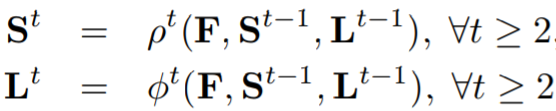 S^t = ρ^t(F, S^{t−1}, L^{t−1}), ∀t ≥ 2.
L^t = ϕ^t(F, S^{t−1}, L^{t−1}), ∀t ≥ 2